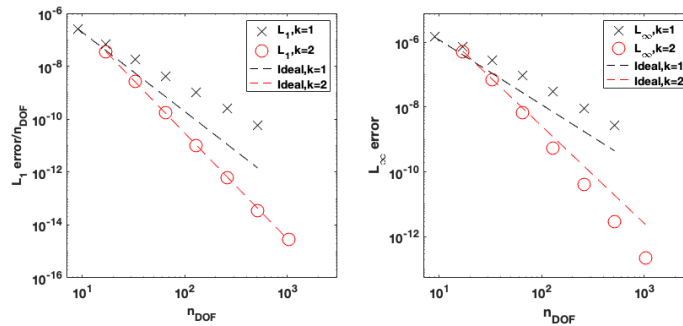 10^-6
10^-8
10^-10
10^-12
10^-14
10^-16
L_1 error/n_DOF
10^1
10^2
10^3
n_DOF
L_1,k=1
L_1,k=2
Ideal,k=1
Ideal,k=2
10^-6
10^-8
10^-10
10^-12
L_∞ error
10^1
10^2
10^3
n_DOF
L_∞,k=1
L_∞,k=2
Ideal,k=1
Ideal,k=2